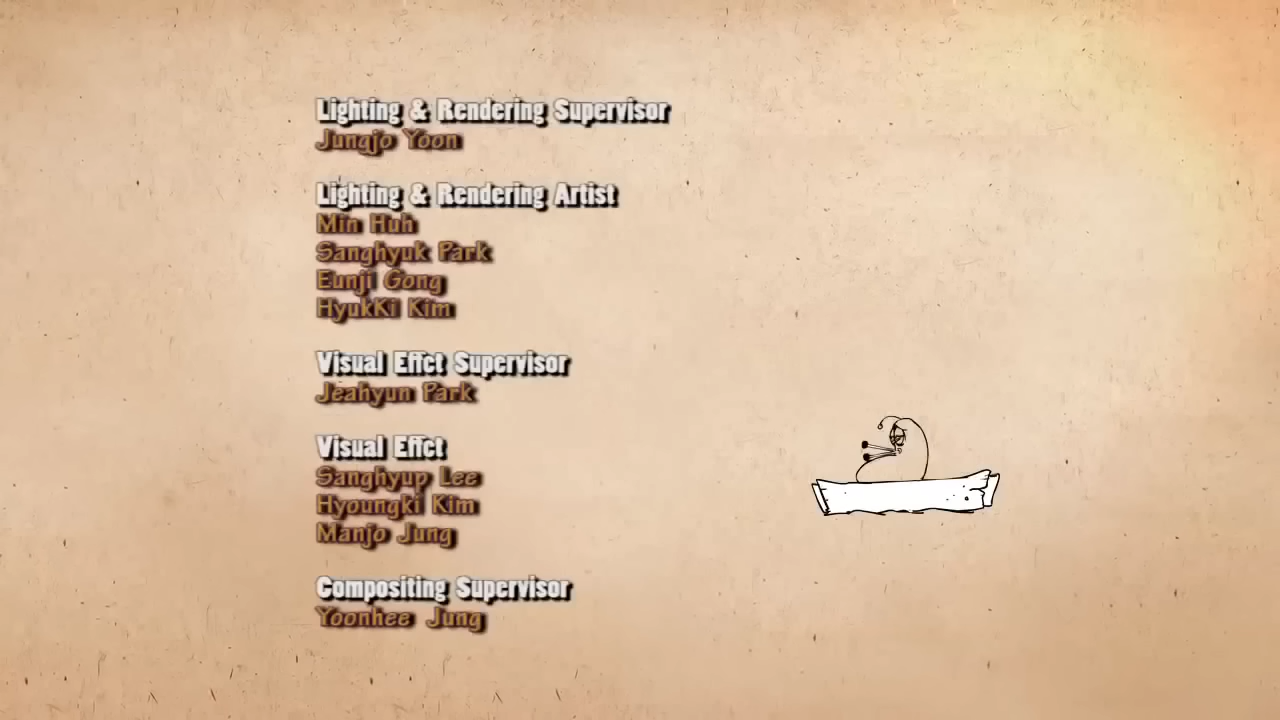 Lighting & Rendering Supervisor
Jungjo Yoon
Lighting & Rendering Artist
Min Huh
Sanghyuk Park
Eunji Gong
HyukKi Kim
Visual Effct Supervisor
Jeahyun Park
Visual Effct
Sanghyup Lee
Hyoungki Kim
Manjo Jung
Compositing Supervisor
Yoonhee Jung